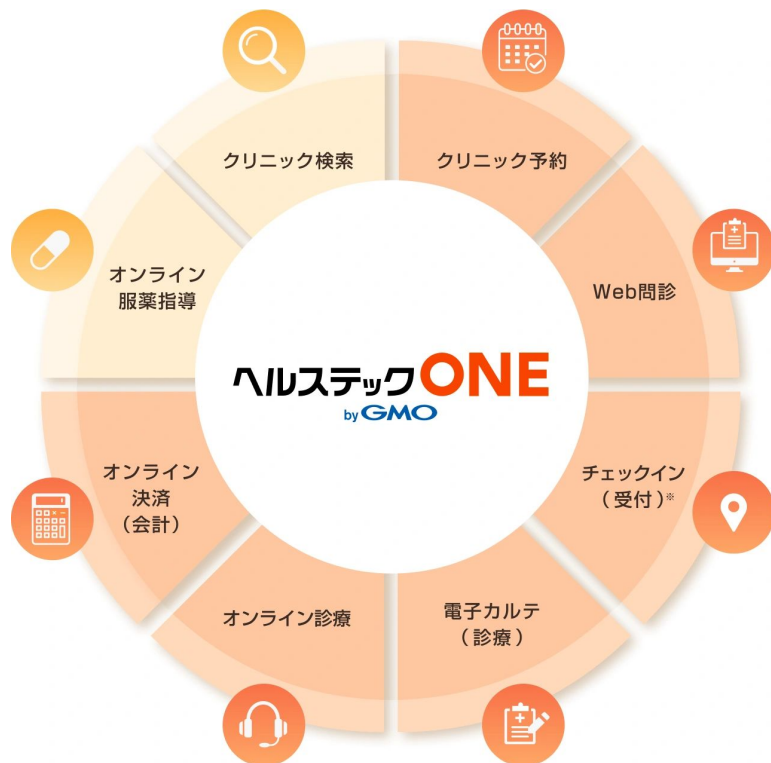 クリニック検索
クリニック予約
Web問診
チェックイン
(受付)※
電子カルテ
(診療)
オンライン診療
オンライン
決済
(会計)
オンライン
服薬指導
ヘルステックONE
by GMO